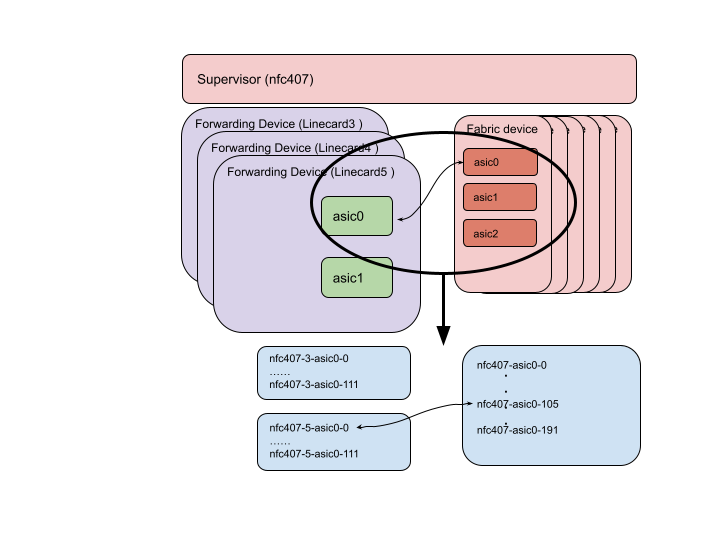 Supervisor (nfc407)
Forwarding Device (Linecard3 )
Forwarding Device (Linecard4 )
Forwarding Device (Linecard5 )
asic0
asic1
Fabric device
asic0
asic1
asic2
nfc407-3-asic0-0
……
nfc407-3-asic0-111
nfc407-5-asic0-0
……
nfc407-5-asic0-111
nfc407-asic0-0
.
.
nfc407-asic0-105
.
nfc407-asic0-191